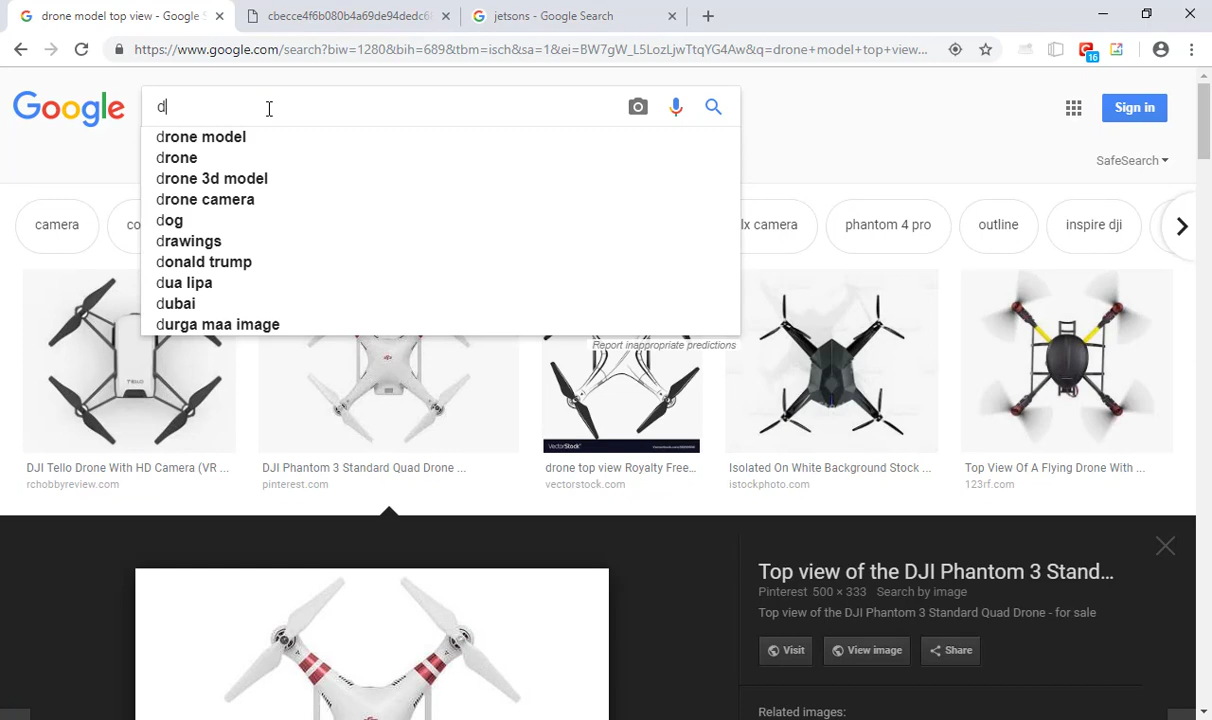 drone model top view - Google S
cbecce4f6b080b4a69de94dedc6
jetsons - Google Search
https://www.google.com/search?biw=1280&bih=689&tbm=isch&sa=1&ei=BW7gW_L5LozLjwTtqYG4Aw&q=drone+model+top+view...
16
Google
d
Sign in
drone model
drone
drone 3d model
drone camera
dog
drawings
donald trump
dua lipa
dubai
durga maa image
Report inappropriate predictions
SafeSearch
camera
co
lx camera
phantom 4 pro
outline
inspire dji
TELLO
VectorStock
DJI Tello Drone With HD Camera (VR ...
rchobbyreview.com
DJI Phantom 3 Standard Quad Drone ...
pinterest.com
drone top view Royalty Free...
vectorstock.com
Isolated On White Background Stock ...
istockphoto.com
Top View Of A Flying Drone With ...
123rf.com
Top view of the DJI Phantom 3 Stand...
Pinterest 500 × 333 Search by image
Top view of the DJI Phantom 3 Standard Quad Drone - for sale
Visit
View image
Share
Related images: